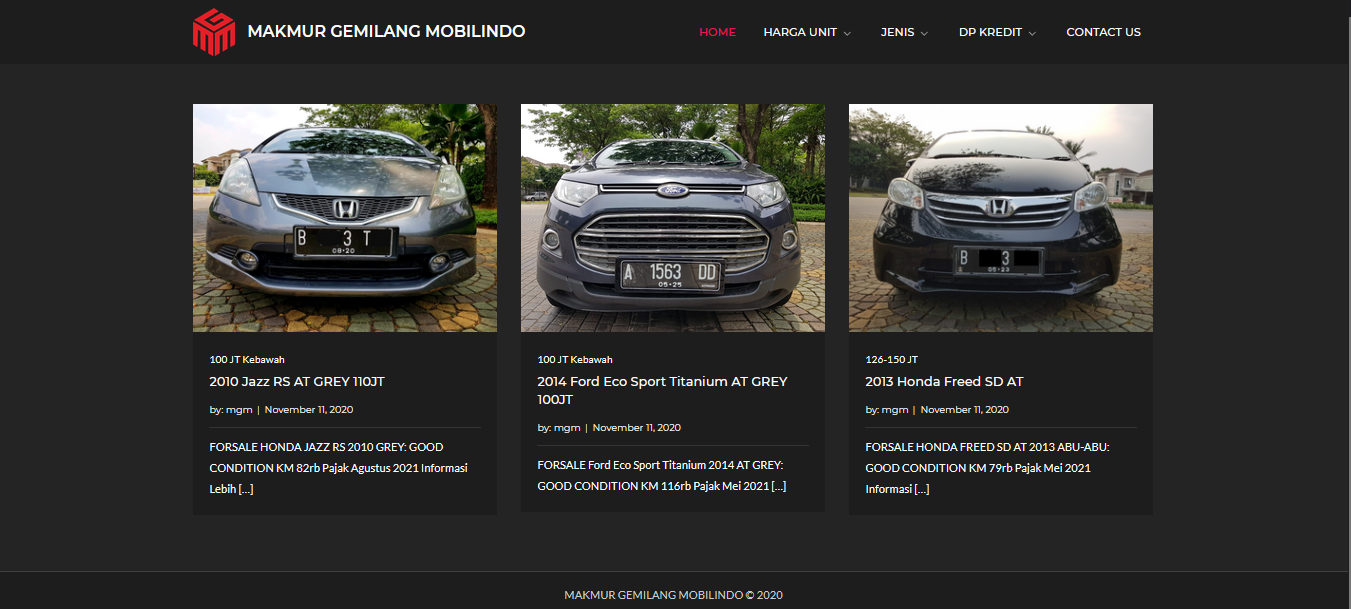 MAKMUR GEMILANG MOBILINDO
HOME HARGA UNIT JENIS DP KREDIT CONTACT US
B 3 T
08-20
Ford
A 1563 DD
05-25
B 3
05-23
100 JT Kebawah
2010 Jazz RS AT GREY 110JT
by: mgm | November 11, 2020
FORSALE HONDA JAZZ RS 2010 GREY: GOOD
CONDITION KM 82rb Pajak Agustus 2021 Informasi
Lebih [...]
100 JT Kebawah
2014 Ford Eco Sport Titanium AT GREY
100JT
by: mgm | November 11, 2020
FORSALE Ford Eco Sport Titanium 2014 AT GREY:
GOOD CONDITION KM 116rb Pajak Mei 2021 [...]
126-150 JT
2013 Honda Freed SD AT
by: mgm | November 11, 2020
FORSALE HONDA FREED SD AT 2013 ABU-ABU:
GOOD CONDITION KM 79rb Pajak Mei 2021
Informasi [...]
MAKMUR GEMILANG MOBILINDO © 2020